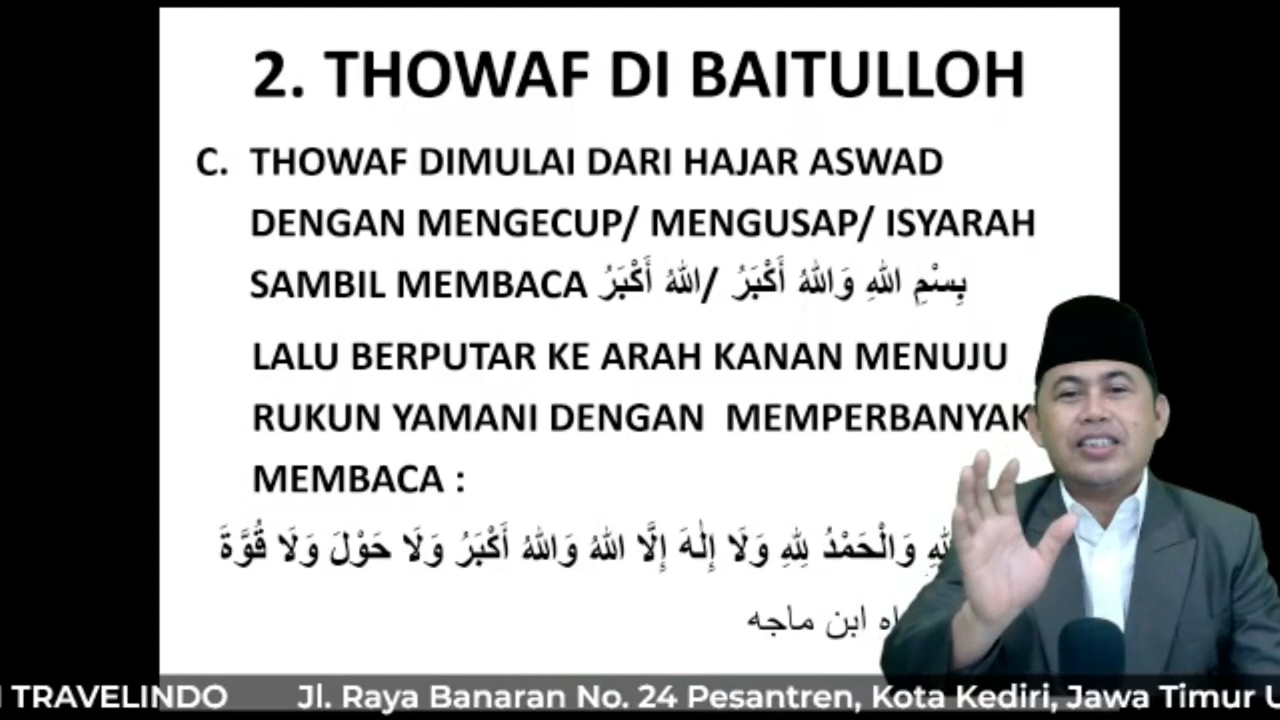 2. THOWAF DI BAITULLOH
C. THOWAF DIMULAI DARI HAJAR ASWAD
DENGAN MENGECUP/ MENGUSAP/ ISYARAH
SAMBIL MEMBACA بِسْمِ اللهِ وَاللهُ أَكْبَرُ /اللهُ أَكْبَرُ
LALU BERPUTAR KE ARAH KANAN MENUJU
RUKUN YAMANI DENGAN MEMPERBANYAK
MEMBACA :
وَالْحَمْدُ لِلهِ وَلَا إِلٰهَ إِلَّا اللهُ وَاللهُ أَكْبَرُ وَلَا حَوْلَ وَلَا قُوَّةَ
ابن ماجه
TRAVELINDO Jl. Raya Banaran No. 24 Pesantren, Kota Kediri, Jawa Timur